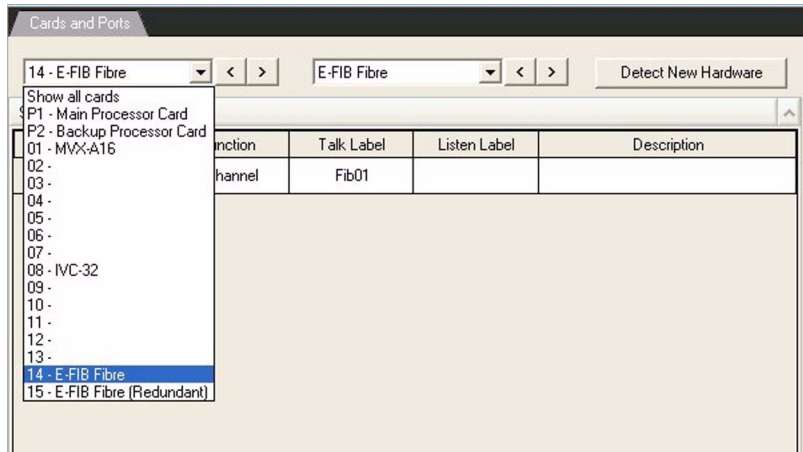 Cards and Ports
14 - E-FIB Fibre < > E-FIB Fibre < > Detect New Hardware
Show all cards
P1 - Main Processor Card
P2 - Backup Processor Card
01 - MVX-A16
Talk Label Listen Label Description
02 -
03 -
Fib01
04 -
05 -
06 -
07 -
08 - IVC-32
09 -
10 -
11 -
12 -
13 -
14 - E-FIB Fibre
15 - E-FIB Fibre (Redundant)